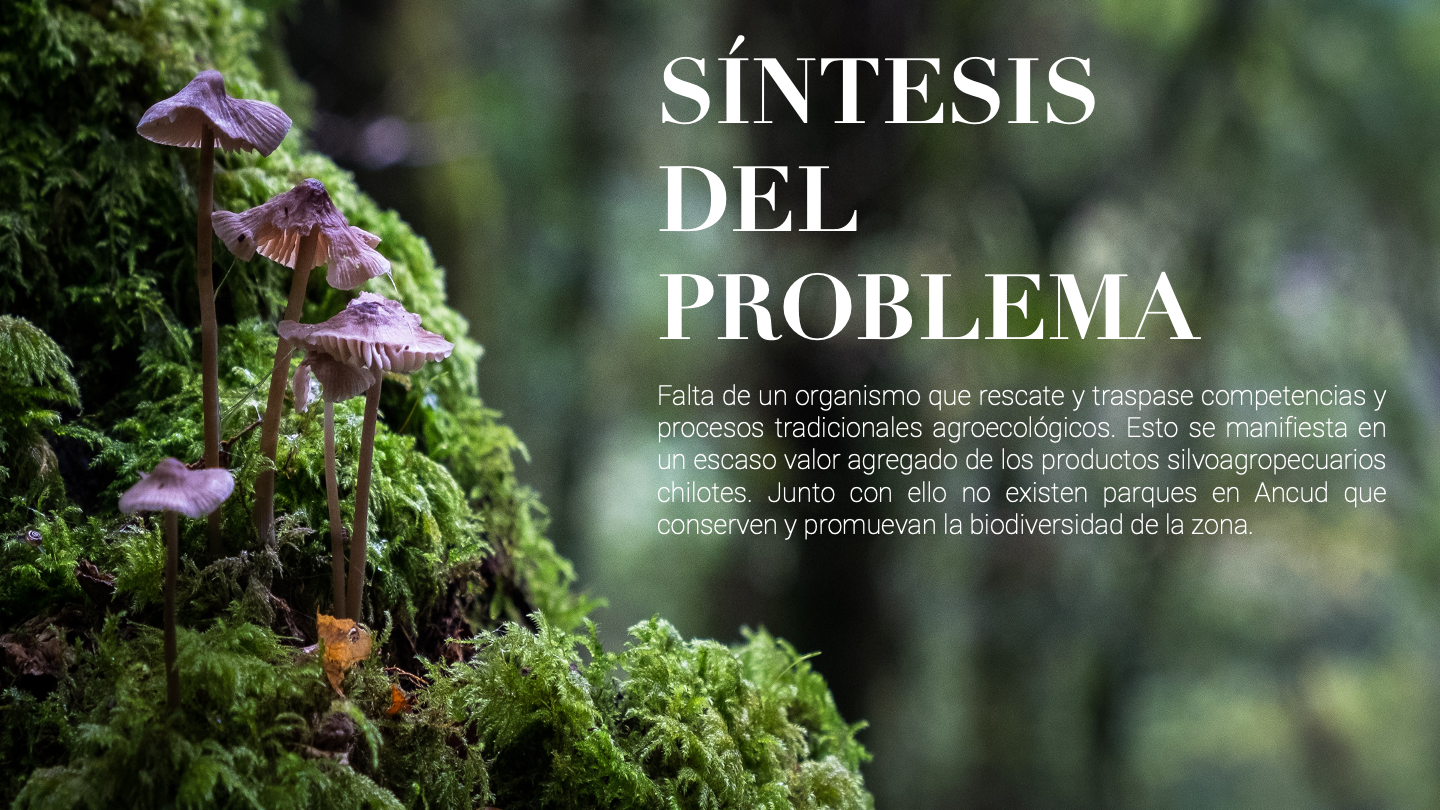 SÍNTESIS
DEL
PROBLEMA
Falta de un organismo que rescate y traspase competencias y
procesos tradicionales agroecológicos. Esto se manifiesta en
un escaso valor agregado de los productos silvoagropecuarios
chilotes. Junto con ello no existen parques en Ancud que
conserven y promuevan la biodiversidad de la zona.